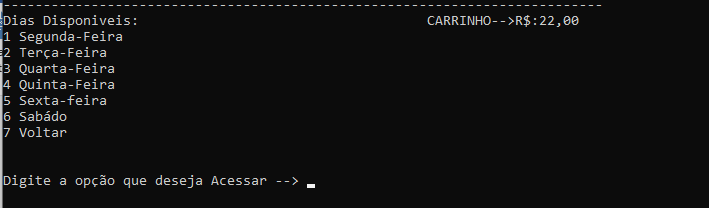 ---------------------------------------------------------------------------
Dias Disponiveis: CARRINHO-->R$:22,00
1 Segunda-Feira
2 Terça-Feira
3 Quarta-Feira
4 Quinta-Feira
5 Sexta-feira
6 Sabádo
7 Voltar
Digite a opção que deseja Acessar --> _